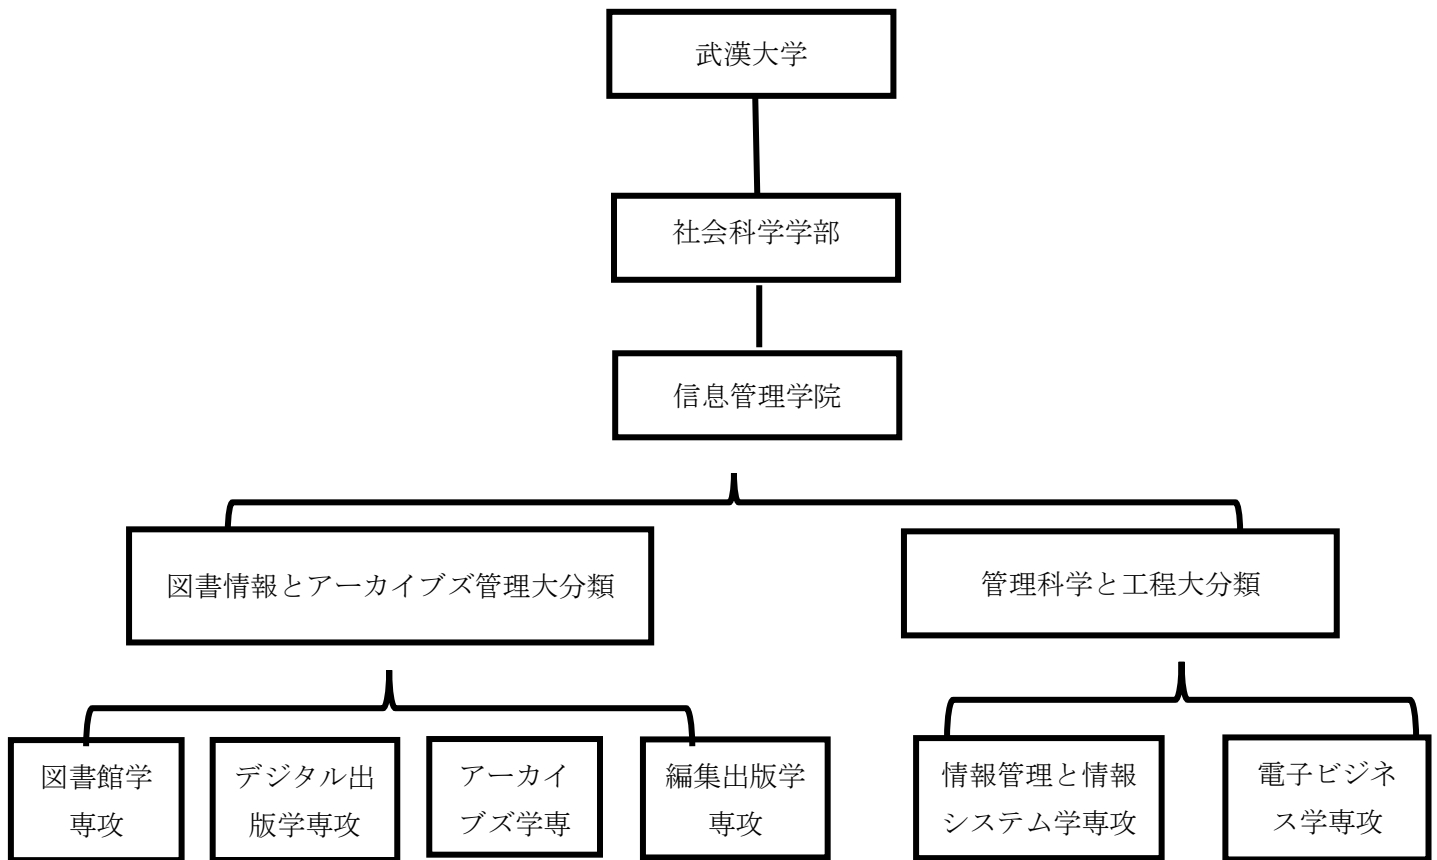 武漢大学
社会科学学部
信息管理学院
図書情報とアーカイブズ管理大分類
管理科学と工程大分類
図書館学
専攻
デジタル出
版学専攻
アーカイ
ブズ学専
編集出版学
専攻
情報管理と情報
システム学専攻
電子ビジネ
ス学専攻